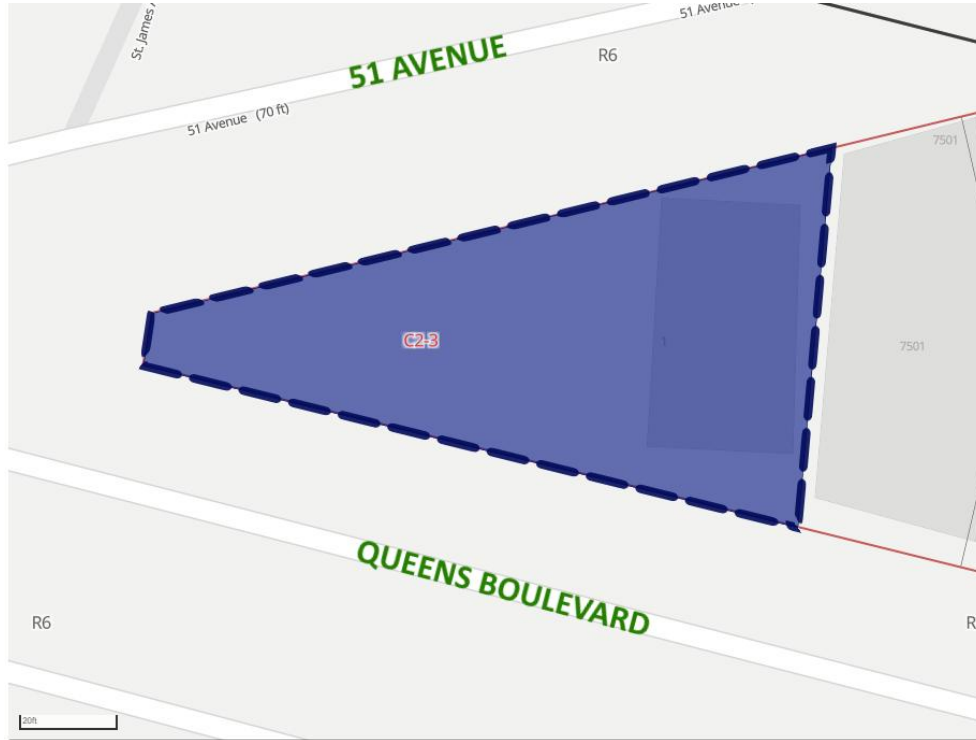 St. James A
51 Avenue
51 AVENUE
R6
51 Avenue (70 ft)
7501
C2-3
1
7501
QUEENS BOULEVARD
R6
R
20ft